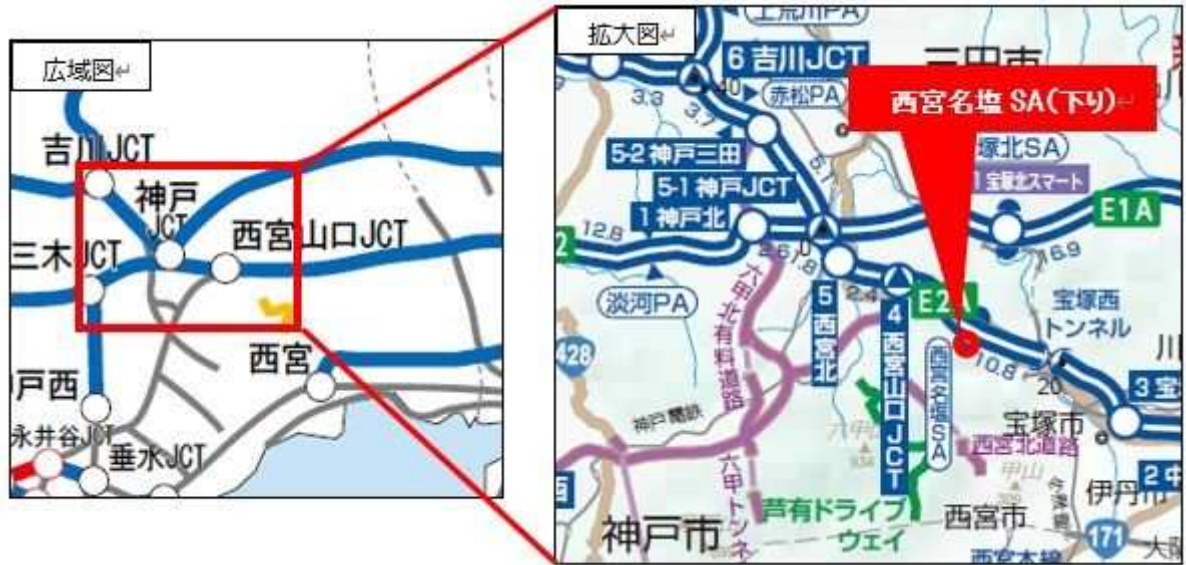 広域図↵
吉川JCT
神戸
JCT
西宮山口JCT
三木JCT
西宮
戸西
永井谷JCT
垂水JCT
拡大図↵
上荒川PA
6 吉川JCT
三田市
40
赤松PA
西宮名塩 SA(下り)↵
3.3
3.7
5-2 神戸三田
塚北SA
5-1 神戸JCT
5.1
1 宝塚北スマート
1 神戸北
E1A
12.8
0
2.6
1.8
16.9
淡河PA
2.4
E2A
宝塚西
トンネル
5 西宮北
4 西宮山口JCT
西宮名塩SA
10.8
20
428
六甲北有料道路
神戸電鉄
3 宝
宝塚市
西宮北道路
甲山
309
六甲トンネ
芦有ドライブ
ウェイ
西宮市
伊丹市
2 中
神戸市
171
大阪